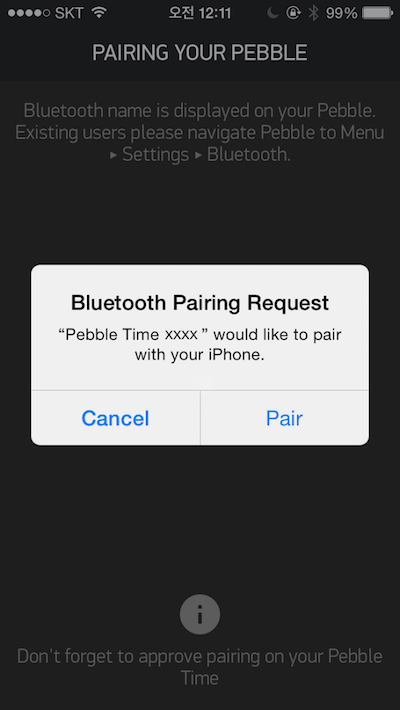 SKT 오전 12:11 99%
PAIRING YOUR PEBBLE
Bluetooth name is displayed on your Pebble.
Existing users please navigate Pebble to Menu
▸ Settings ▸ Bluetooth.
Bluetooth Pairing Request
“Pebble Time xxxx ” would like to pair
with your iPhone.
Cancel Pair
Don't forget to approve pairing on your Pebble
Time